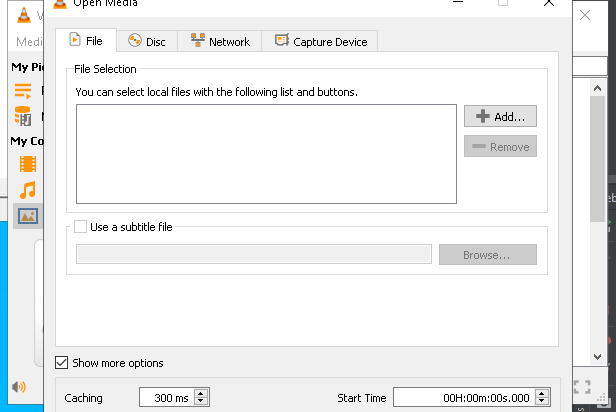 Open Media
Medi
File
Disc
Network
Capture Device
My Pi
File Selection
You can select local files with the following list and buttons.
Add...
Remove
My Co
Use a subtitle file
Browse...
Show more options
Caching
300 ms
Start Time
00H:00m:00s.000